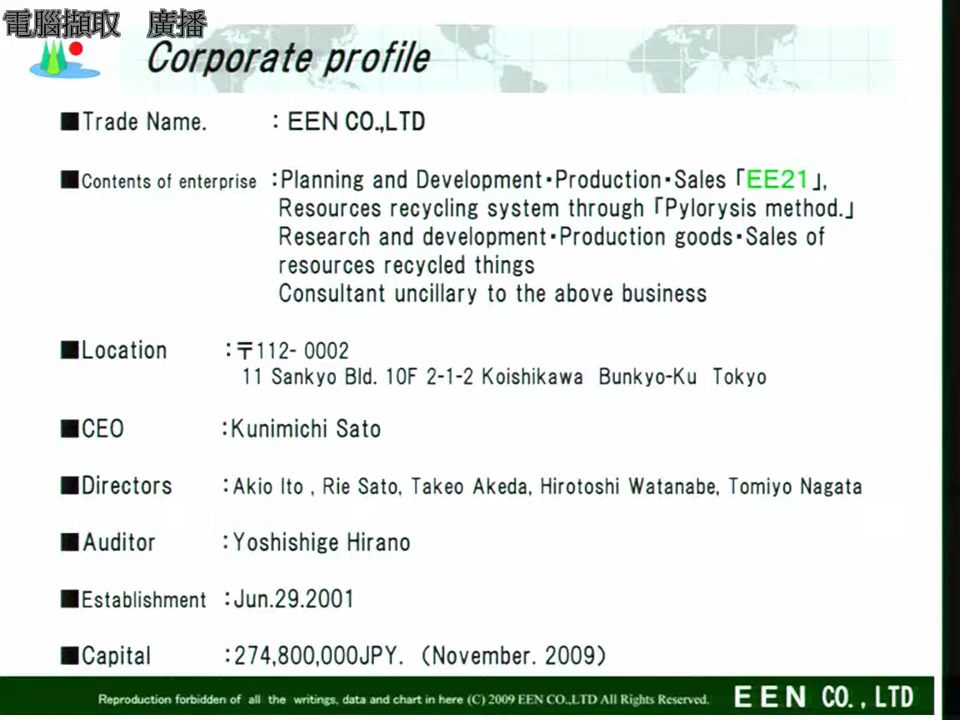 電腦擷取 廣播
Corporate profile
■Trade Name. : EEN CO.,LTD
■Contents of enterprise :Planning and Development・Production・Sales「EE21」,
Resources recycling system through「Pylorysis method.」
Research and development・Production goods・Sales of
resources recycled things
Consultant uncillary to the above business
■Location :〒112- 0002
11 Sankyo Bld. 10F 2-1-2 Koishikawa Bunkyo-Ku Tokyo
■CEO :Kunimichi Sato
■Directors :Akio Ito , Rie Sato, Takeo Akeda, Hirotoshi Watanabe, Tomiyo Nagata
■Auditor :Yoshishige Hirano
■Establishment :Jun.29.2001
■Capital :274,800,000JPY. (November. 2009)
Reproduction forbidden of all the writings, data and chart in here (C) 2009 EEN CO.,LTD All Rights Reserved. EEN CO., LTD